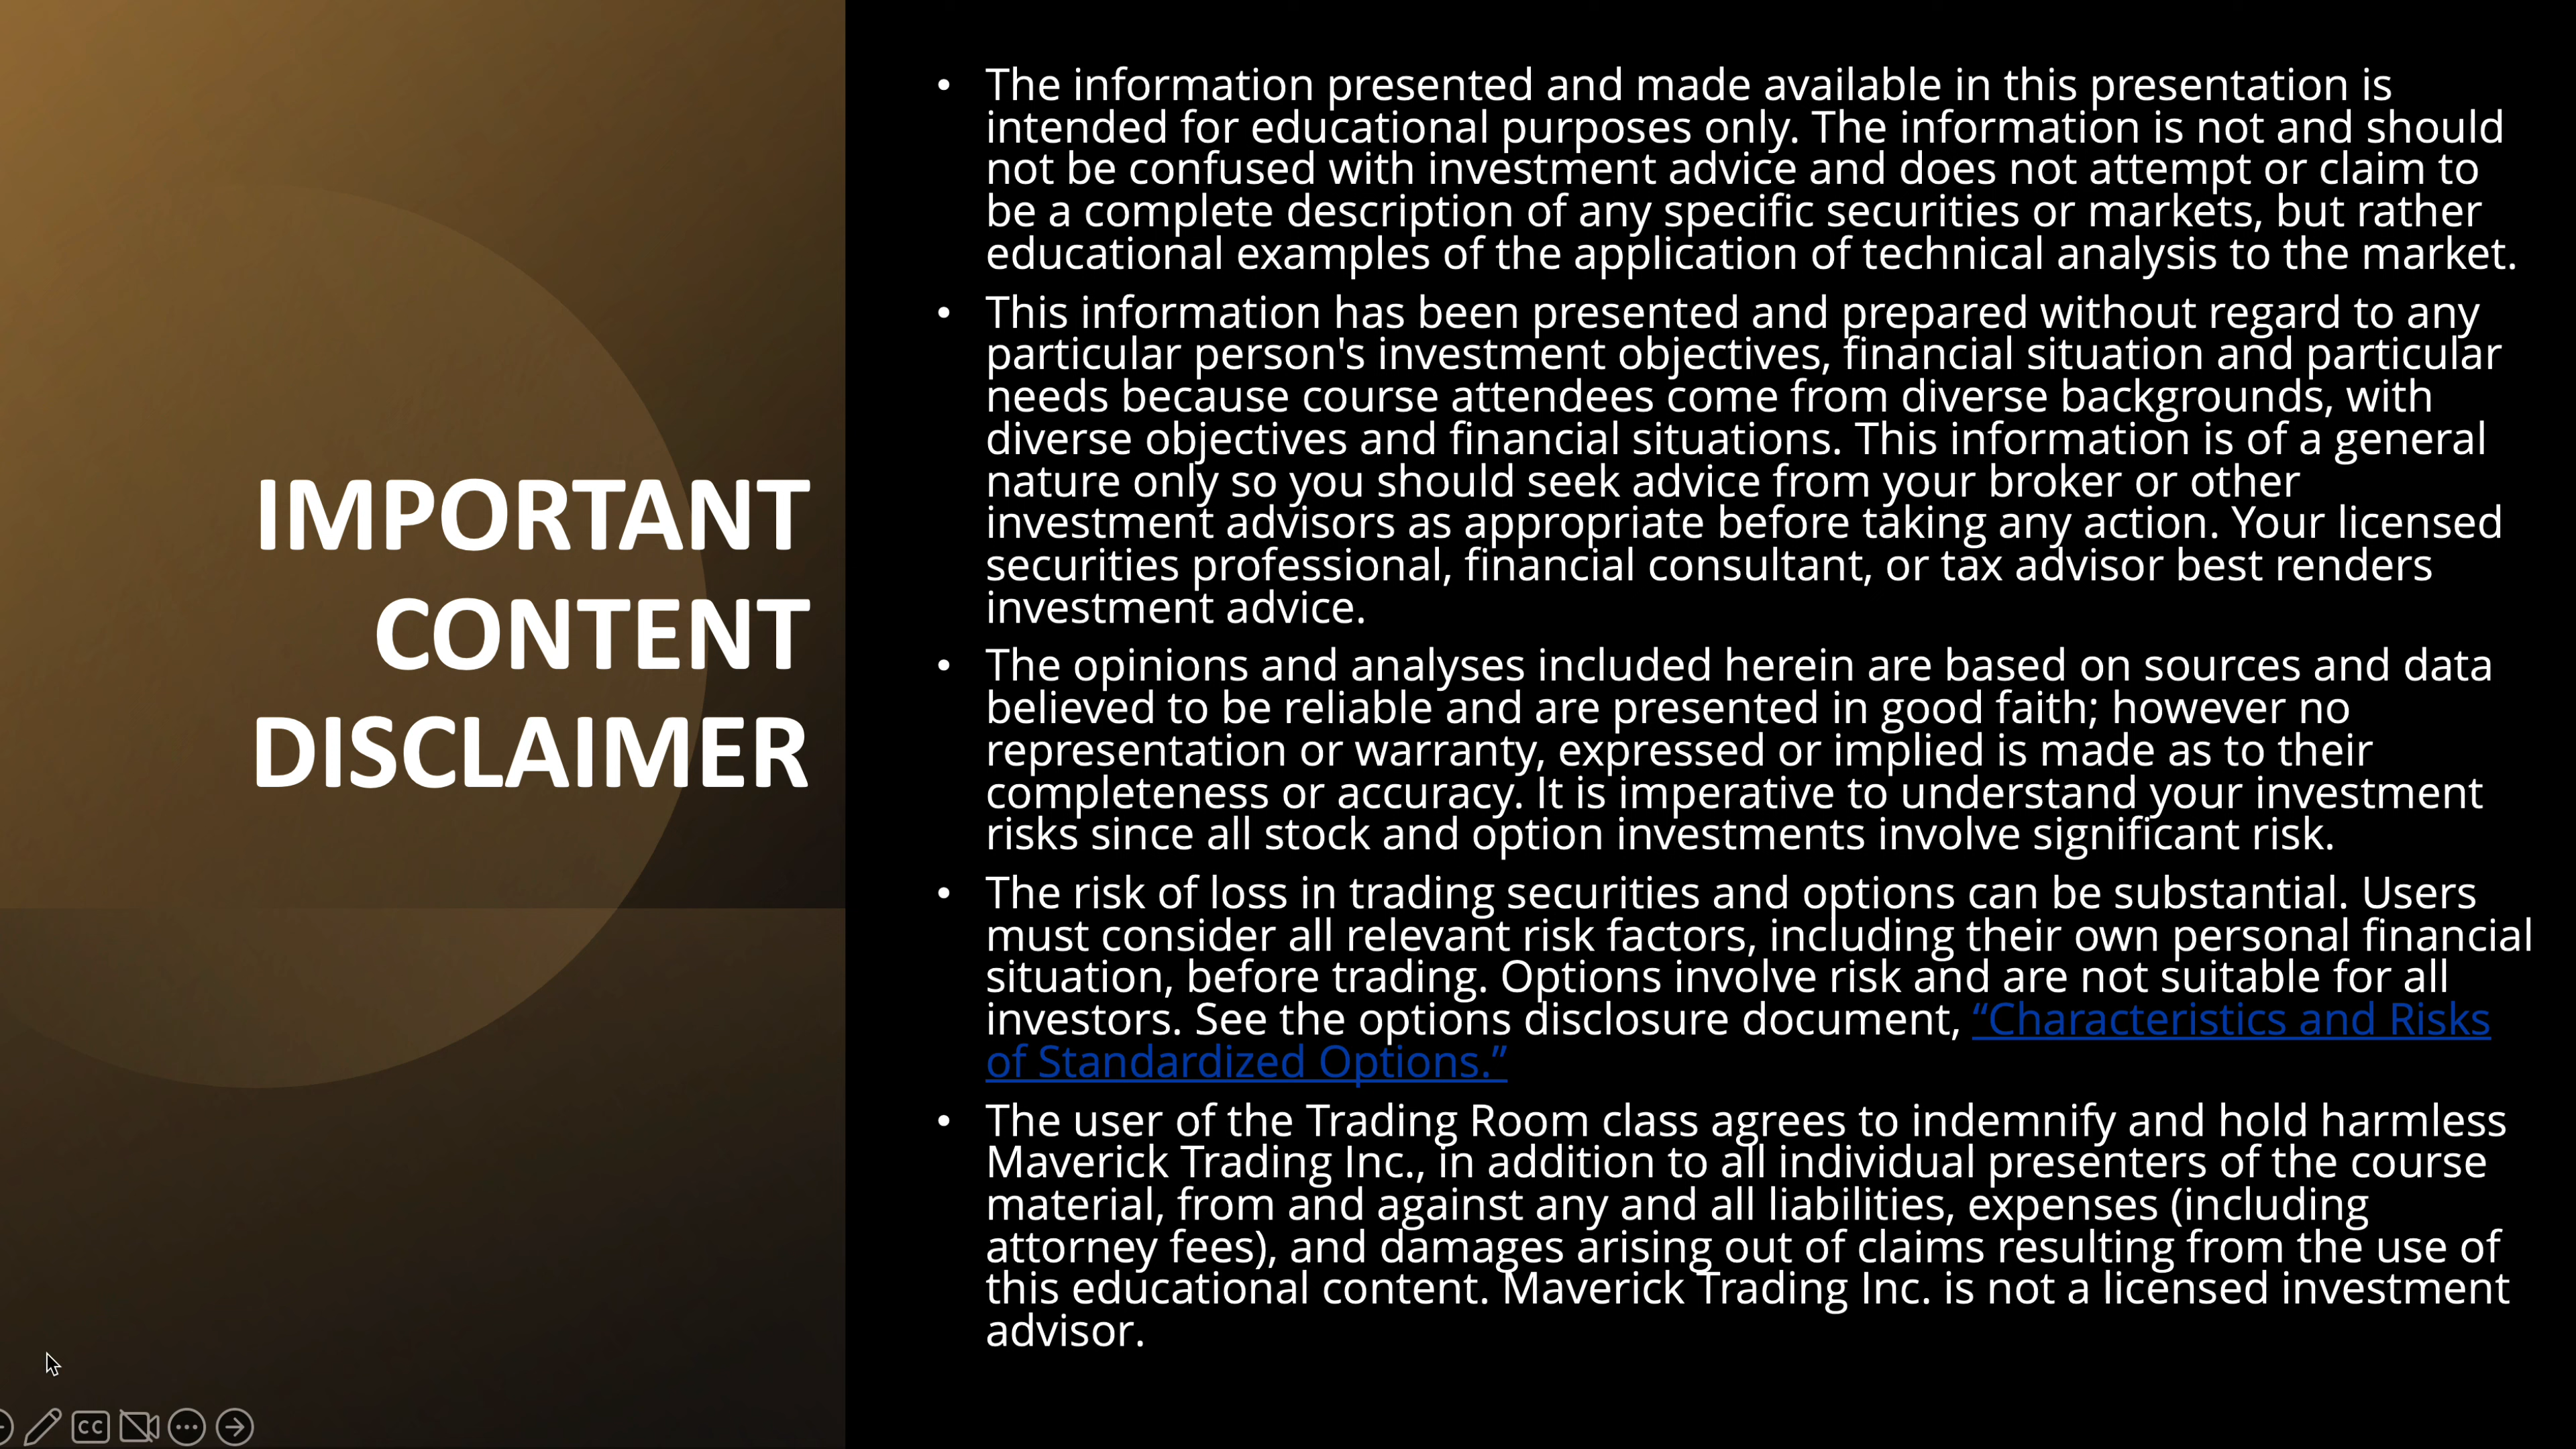 IMPORTANT
CONTENT
DISCLAIMER
• The information presented and made available in this presentation is
intended for educational purposes only. The information is not and should
not be confused with investment advice and does not attempt or claim to
be a complete description of any specific securities or markets, but rather
educational examples of the application of technical analysis to the market.
• This information has been presented and prepared without regard to any
particular person's investment objectives, financial situation and particular
needs because course attendees come from diverse backgrounds, with
diverse objectives and financial situations. This information is of a general
nature only so you should seek advice from your broker or other
investment advisors as appropriate before taking any action. Your licensed
securities professional, financial consultant, or tax advisor best renders
investment advice.
• The opinions and analyses included herein are based on sources and data
believed to be reliable and are presented in good faith; however no
representation or warranty, expressed or implied is made as to their
completeness or accuracy. It is imperative to understand your investment
risks since all stock and option investments involve significant risk.
• The risk of loss in trading securities and options can be substantial. Users
must consider all relevant risk factors, including their own personal financial
situation, before trading. Options involve risk and are not suitable for all
investors. See the options disclosure document, “Characteristics and Risks
of Standardized Options.”
• The user of the Trading Room class agrees to indemnify and hold harmless
Maverick Trading Inc., in addition to all individual presenters of the course
material, from and against any and all liabilities, expenses (including
attorney fees), and damages arising out of claims resulting from the use of
this educational content. Maverick Trading Inc. is not a licensed investment
advisor.
CC